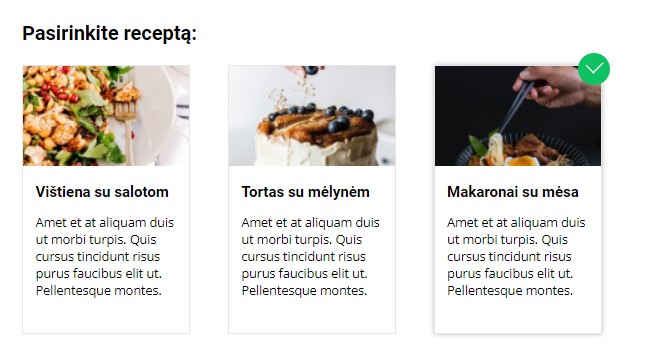 Pasirinkite receptą:
Vištiena su salotom
Amet et at aliquam duis
ut morbi turpis. Quis
cursus tincidunt risus
purus faucibus elit ut.
Pellentesque montes.
Tortas su mėlynėm
Amet et at aliquam duis
ut morbi turpis. Quis
cursus tincidunt risus
purus faucibus elit ut.
Pellentesque montes.
Makaronai su mėsa
Amet et at aliquam duis
ut morbi turpis. Quis
cursus tincidunt risus
purus faucibus elit ut.
Pellentesque montes.